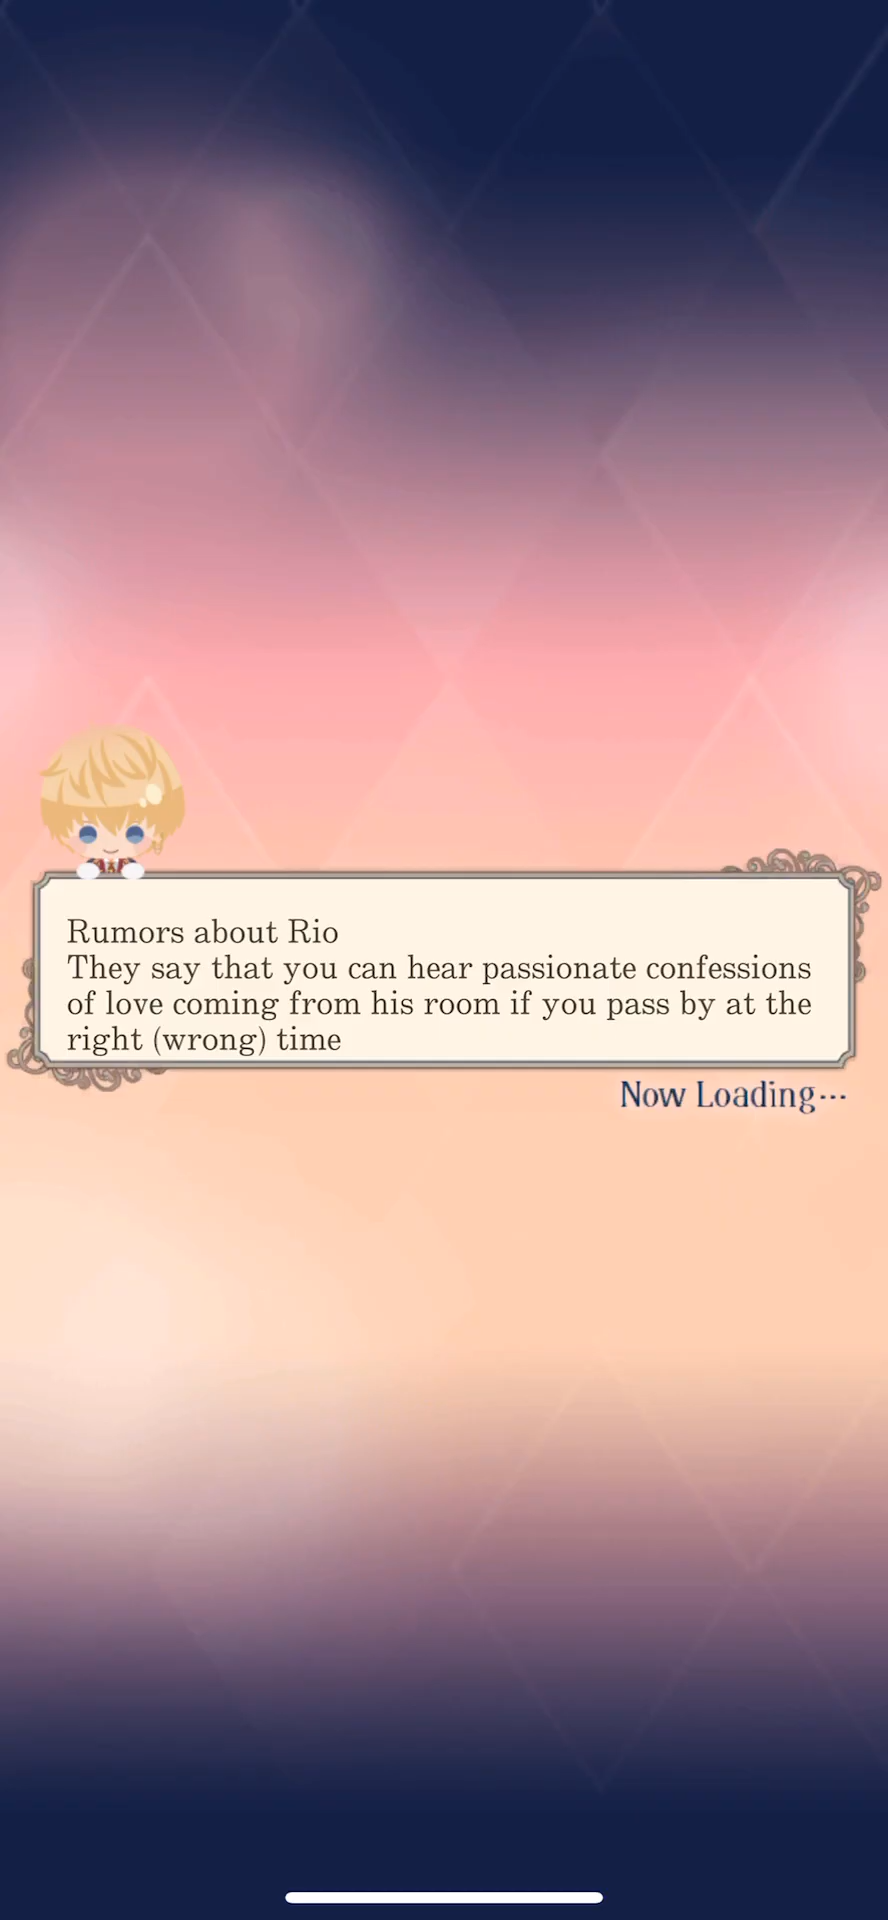 Rumors about Rio
They say that you can hear passionate confessions
of love coming from his room if you pass by at the
right (wrong) time
Now Loading···